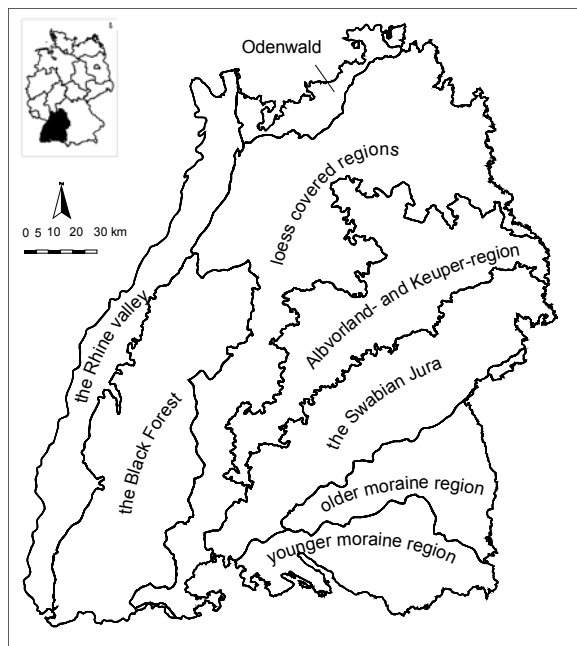 Odenwald
loess covered regions
N
0 5 10 20 30 km
Albvorland- and Keuper-region
the Rhine valley
the Swabian Jura
the Black Forest
older moraine region
younger moraine region